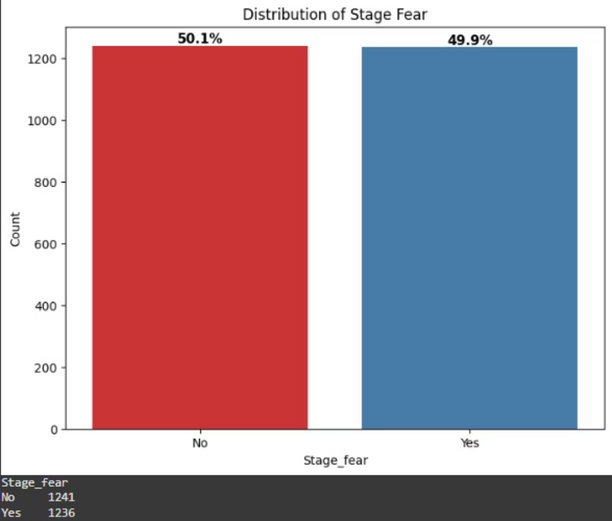 Distribution of Stage Fear
50.1%
49.9%
1200
1000
800
600
400
200
0
Count
No
Yes
Stage_fear
Stage_fear
No 1241
Yes 1236